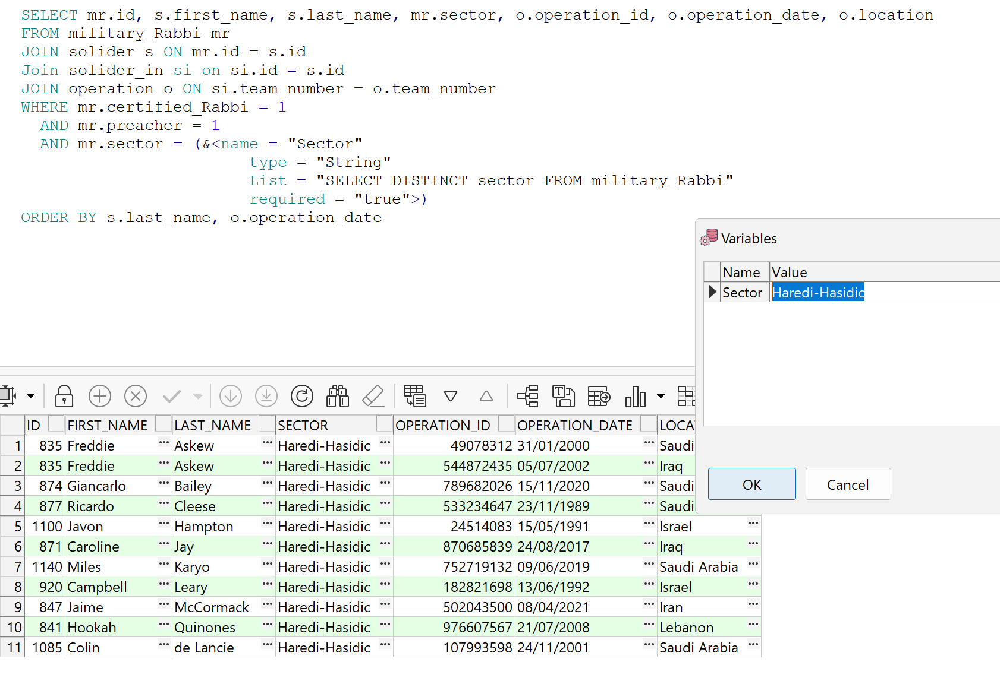 SELECT mr.id, s.first_name, s.last_name, mr.sector, o.operation_id, o.operation_date, o.location
FROM military_Rabbi mr
JOIN solider s ON mr.id = s.id
Join solider_in si on si.id = s.id
JOIN operation o ON si.team_number = o.team_number
WHERE mr.certified_Rabbi = 1
AND mr.preacher = 1
AND mr.sector = (&<name = "Sector"
type = "String"
List = "SELECT DISTINCT sector FROM military_Rabbi"
required = "true">)
ORDER BY s.last_name, o.operation_date
Variables
Name Value
Sector Haredi-Hasidic
OK Cancel
ID FIRST_NAME LAST_NAME SECTOR OPERATION_ID OPERATION_DATE LOCA
1 835 Freddie ... Askew ... Haredi-Hasidic ... 49078312 31/01/2000 ... Saudi
2 835 Freddie ... Askew ... Haredi-Hasidic ... 544872435 05/07/2002 ... Iraq
3 874 Giancarlo ... Bailey ... Haredi-Hasidic ... 789682026 15/11/2020 ... Saudi
4 877 Ricardo ... Cleese ... Haredi-Hasidic ... 533234647 23/11/1989 ... Saudi
5 1100 Javon ... Hampton ... Haredi-Hasidic ... 24514083 15/05/1991 ... Israel ...
6 871 Caroline ... Jay ... Haredi-Hasidic ... 870685839 24/08/2017 ... Iraq ...
7 1140 Miles ... Karyo ... Haredi-Hasidic ... 752719132 09/06/2019 ... Saudi Arabia ...
8 920 Campbell ... Leary ... Haredi-Hasidic ... 182821698 13/06/1992 ... Israel ...
9 847 Jaime ... McCormack ... Haredi-Hasidic ... 502043500 08/04/2021 ... Iran ...
10 841 Hookah ... Quinones ... Haredi-Hasidic ... 976607567 21/07/2008 ... Lebanon ...
11 1085 Colin ... de Lancie ... Haredi-Hasidic ... 107993598 24/11/2001 ... Saudi Arabia ...